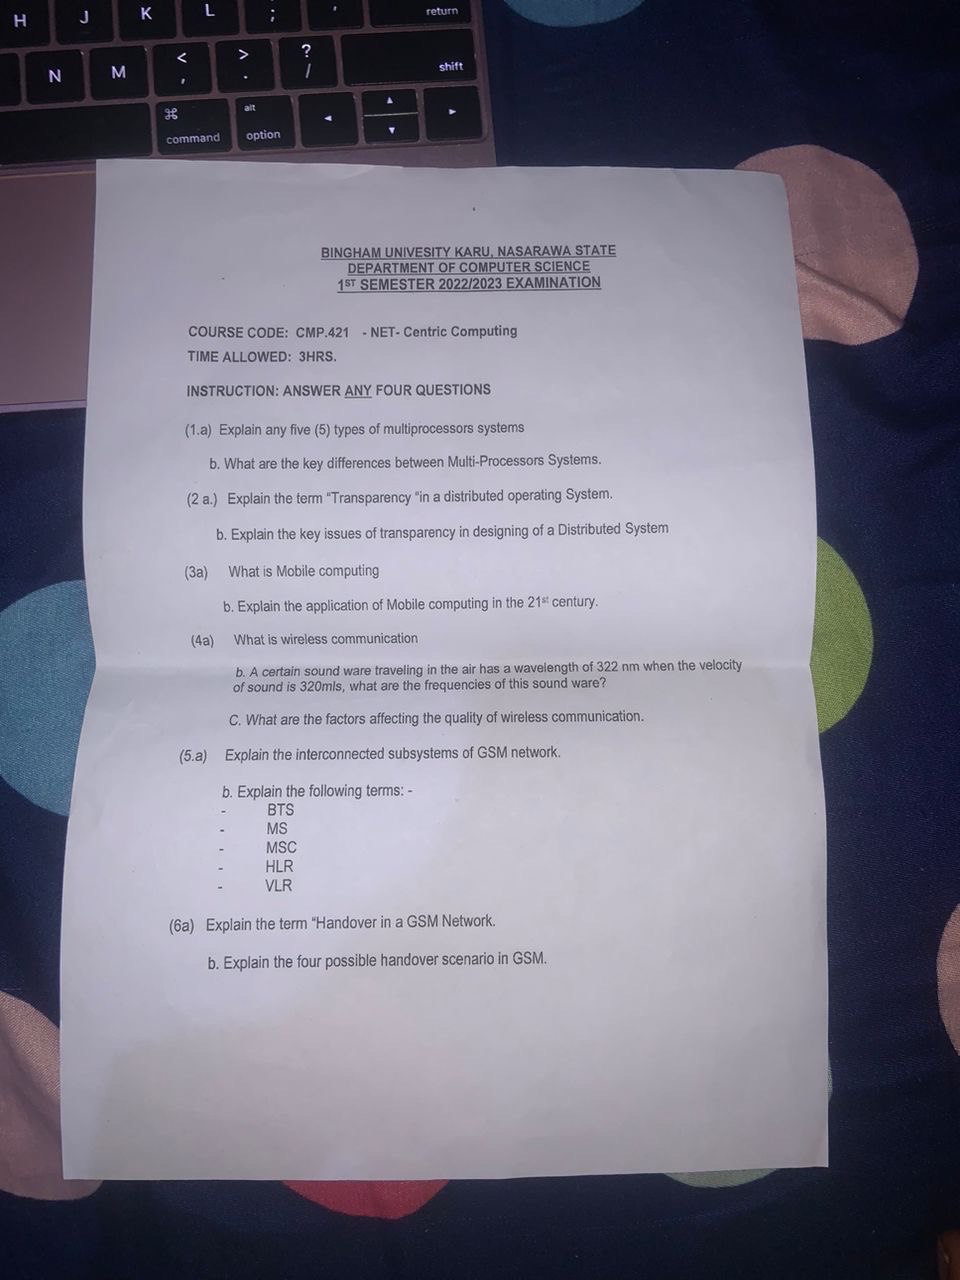 H J K L ; ' return
N M < , > . ? / shift
⌘ alt ◄ ▲ ▼ ►
command option
BINGHAM UNIVESITY KARU, NASARAWA STATE
DEPARTMENT OF COMPUTER SCIENCE
1ST SEMESTER 2022/2023 EXAMINATION
COURSE CODE: CMP.421 - NET- Centric Computing
TIME ALLOWED: 3HRS.
INSTRUCTION: ANSWER ANY FOUR QUESTIONS
(1.a) Explain any five (5) types of multiprocessors systems
b. What are the key differences between Multi-Processors Systems.
(2 a.) Explain the term “Transparency “in a distributed operating System.
b. Explain the key issues of transparency in designing of a Distributed System
(3a) What is Mobile computing
b. Explain the application of Mobile computing in the 21st century.
(4a) What is wireless communication
b. A certain sound ware traveling in the air has a wavelength of 322 nm when the velocity
of sound is 320mls, what are the frequencies of this sound ware?
C. What are the factors affecting the quality of wireless communication.
(5.a) Explain the interconnected subsystems of GSM network.
b. Explain the following terms: -
- BTS
- MS
- MSC
- HLR
- VLR
(6a) Explain the term “Handover in a GSM Network.
b. Explain the four possible handover scenario in GSM.